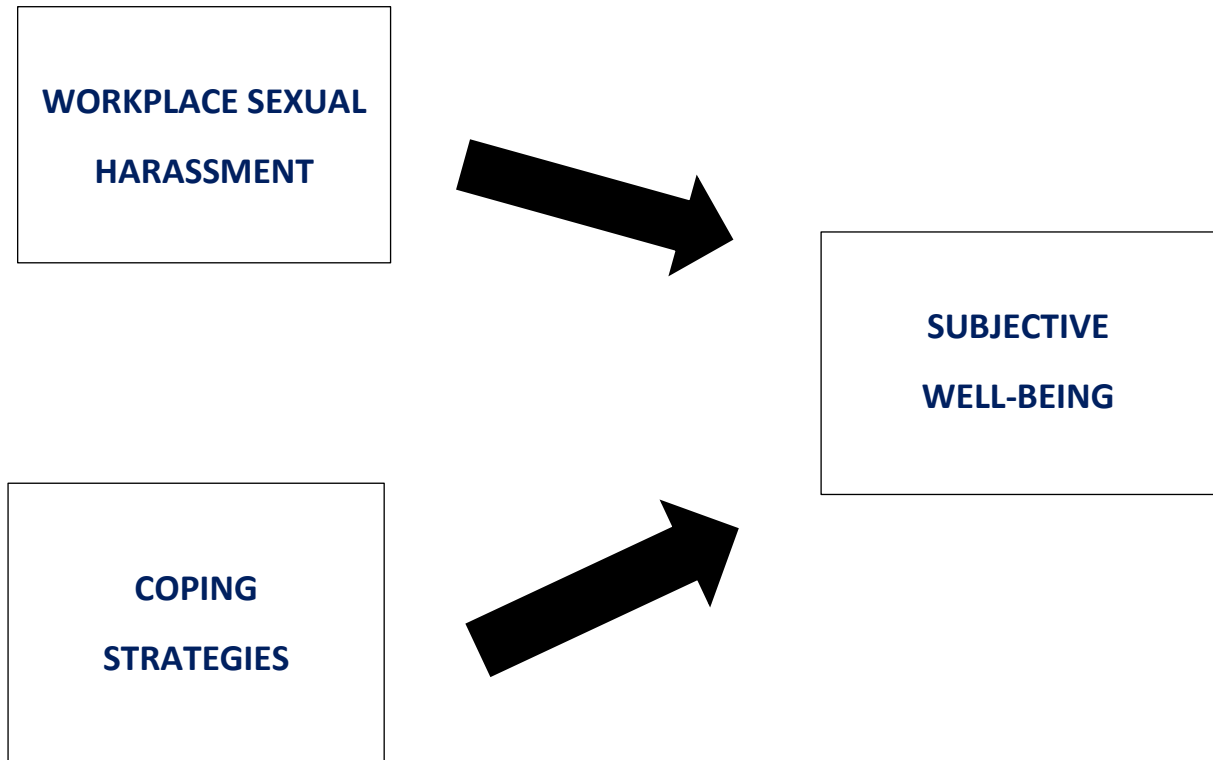 WORKPLACE SEXUAL
HARASSMENT
SUBJECTIVE
WELL-BEING
COPING
STRATEGIES